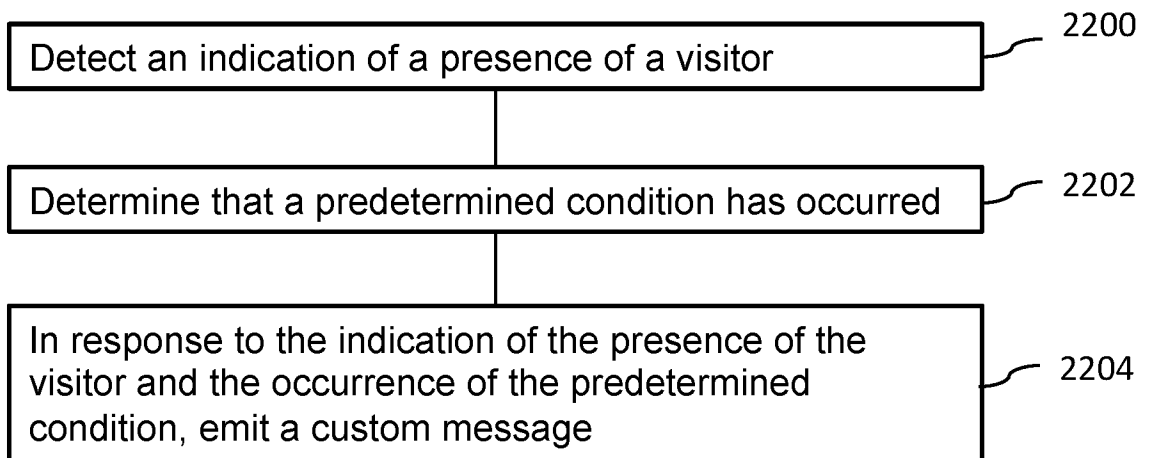 2200
Detect an indication of a presence of a visitor
2202
Determine that a predetermined condition has occurred
In response to the indication of the presence of the
visitor and the occurrence of the predetermined
2204
condition, emit a custom message